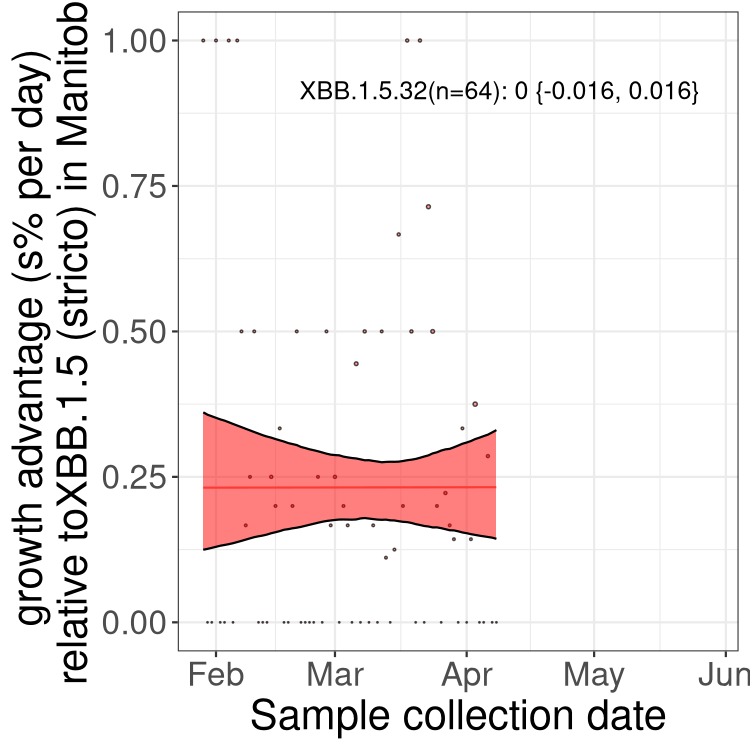 growth advantage (s% per day)
relative toXBB.1.5 (stricto) in Manitob
1.00
0.75
0.50
0.25
0.00
XBB.1.5.32(n=64): 0 {-0.016, 0.016}
Feb Mar Apr May Jun
Sample collection date